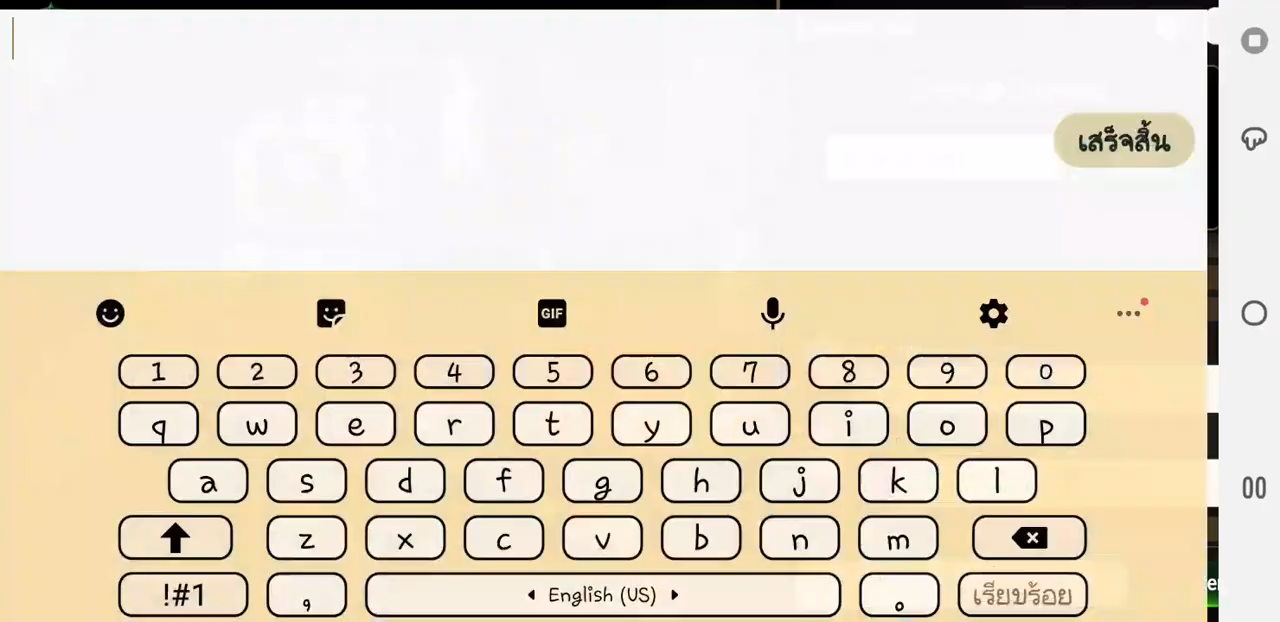 เสร็จสิ้น
GIF
1 2 3 4 5 6 7 8 9 0
q w e r t y u i o p
a s d f g h j k l
z x c v b n m
!#1 , English (US) . เรียบร้อย